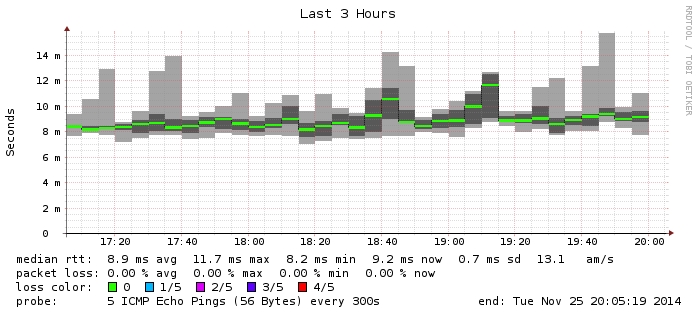 Last 3 Hours
RRDTOOL / TOBI OETIKER
Seconds
14 m
12 m
10 m
8 m
6 m
4 m
2 m
0
17:20 17:40 18:00 18:20 18:40 19:00 19:20 19:40 20:00
median rtt: 8.9 ms avg 11.7 ms max 8.2 ms min 9.2 ms now 0.7 ms sd 13.1 am/s
packet loss: 0.00 % avg 0.00 % max 0.00 % min 0.00 % now
loss color: 0 1/5 2/5 3/5 4/5
probe: 5 ICMP Echo Pings (56 Bytes) every 300s end: Tue Nov 25 20:05:19 2014